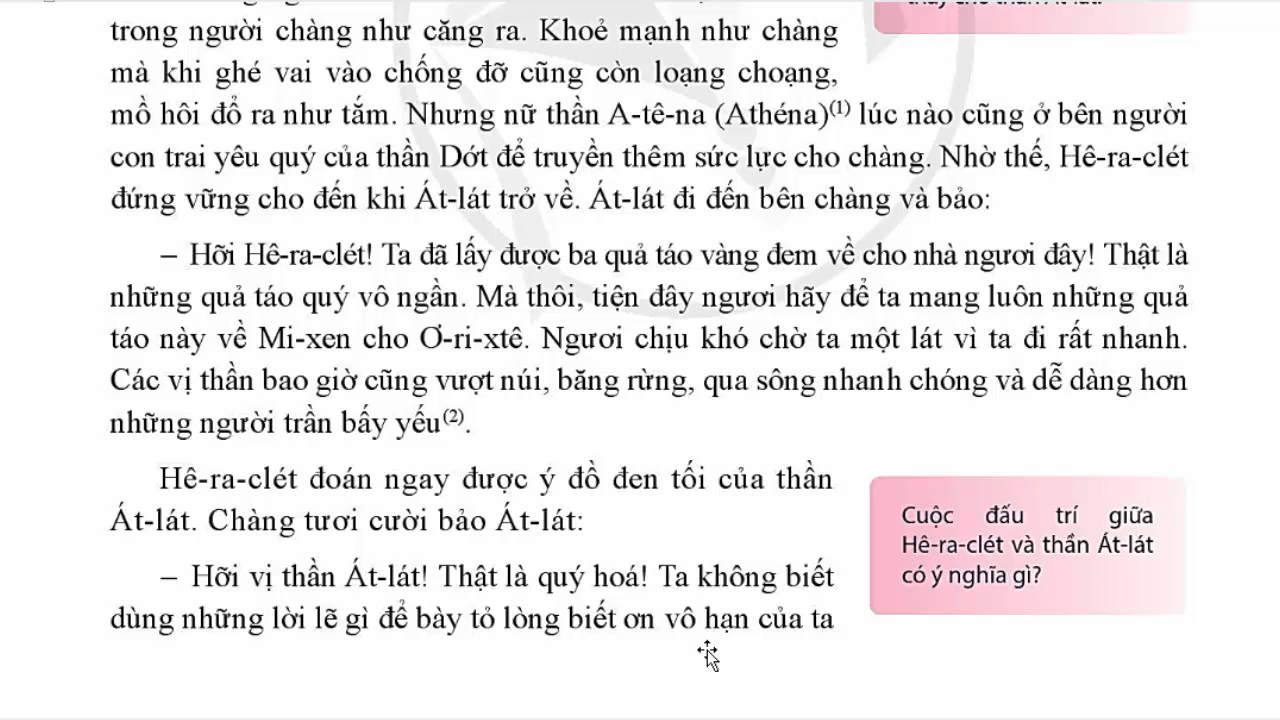 trong người chàng như căng ra. Khoẻ mạnh như chàng
mà khi ghé vai vào chống đỡ cũng còn loạng choạng,
mồ hôi đổ ra như tắm. Nhưng nữ thần A-tê-na (Athéna)(1) lúc nào cũng ở bên người
con trai yêu quý của thần Dớt để truyền thêm sức lực cho chàng. Nhờ thế, Hê-ra-clét
đứng vững cho đến khi Át-lát trở về. Át-lát đi đến bên chàng và bảo:
– Hỡi Hê-ra-clét! Ta đã lấy được ba quả táo vàng đem về cho nhà ngươi đây! Thật là
những quả táo quý vô ngần. Mà thôi, tiện đây ngươi hãy để ta mang luôn những quả
táo này về Mi-xen cho Ơ-ri-xtê. Ngươi chịu khó chờ ta một lát vì ta đi rất nhanh.
Các vị thần bao giờ cũng vượt núi, băng rừng, qua sông nhanh chóng và dễ dàng hơn
những người trần bấy yếu(2).
Hê-ra-clét đoán ngay được ý đồ đen tối của thần
Át-lát. Chàng tươi cười bảo Át-lát:
– Hỡi vị thần Át-lát! Thật là quý hoá! Ta không biết
dùng những lời lẽ gì để bày tỏ lòng biết ơn vô hạn của ta
Cuộc đấu trí giữa
Hê-ra-clét và thần Át-lát
có ý nghĩa gì?